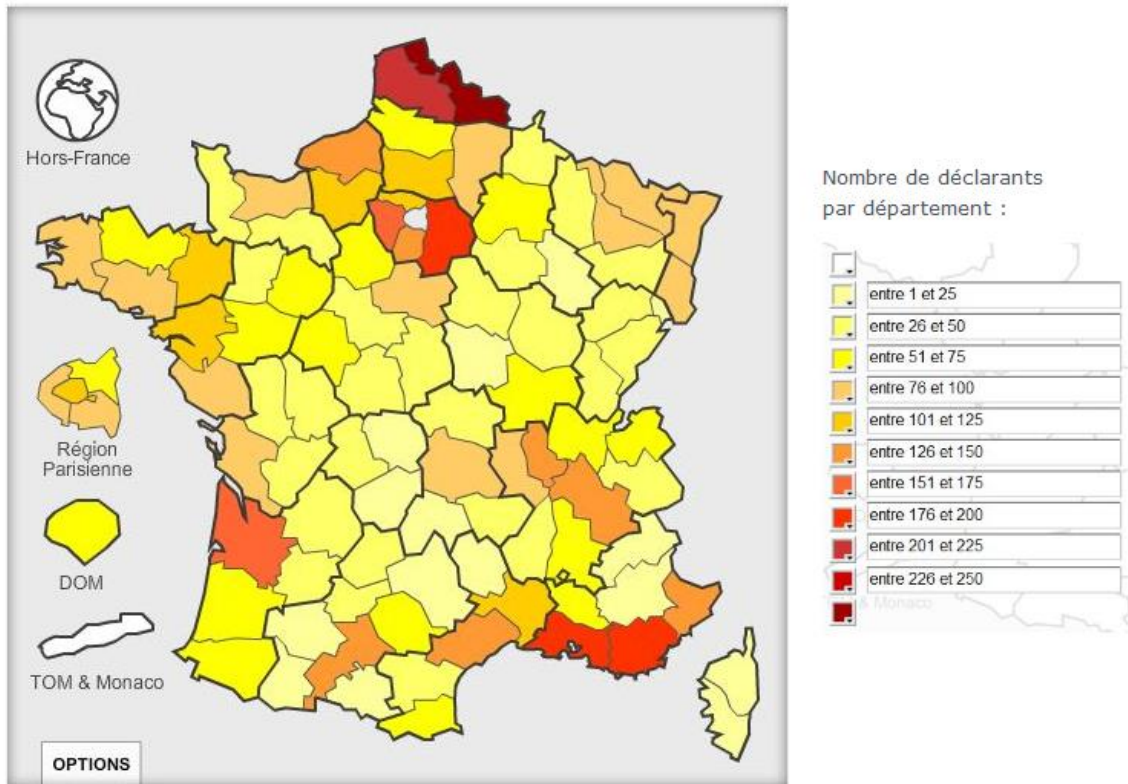 Hors-France
Région
Parisienne
DOM
TOM & Monaco
OPTIONS
Nombre de déclarants
par département :
entre 1 et 25
entre 26 et 50
entre 51 et 75
entre 76 et 100
entre 101 et 125
entre 126 et 150
entre 151 et 175
entre 176 et 200
entre 201 et 225
entre 226 et 250
& Monaco